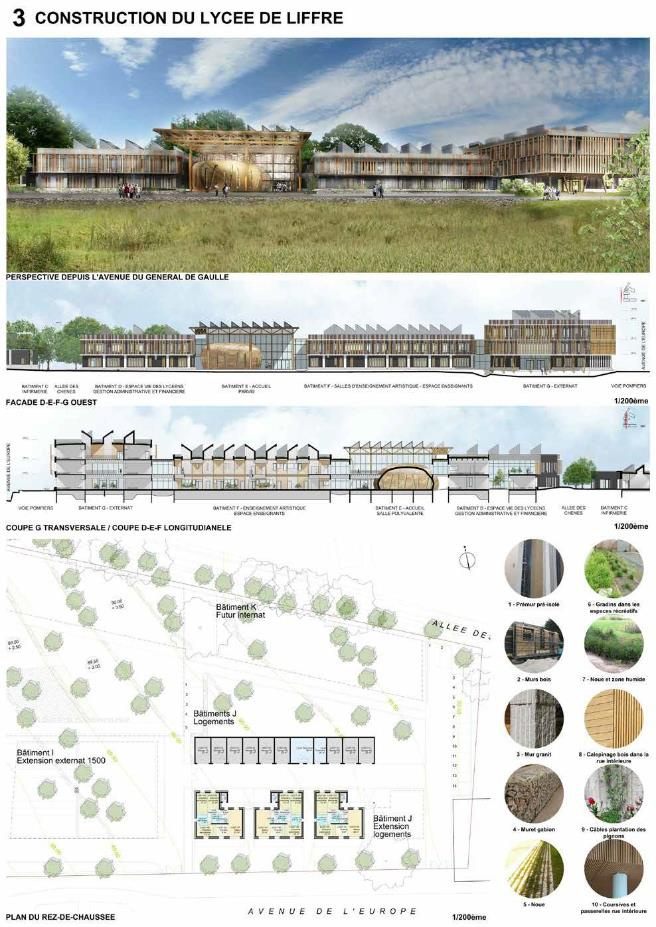 3 CONSTRUCTION DU LYCEE DE LIFFRE
PERSPECTIVE DEPUIS L'AVENUE DU GENERAL DE GAULLE
AVENUE DE L'EUROPE
BATIMENT C
INFIRMERIE
ALLEE DES
CHENES
BATIMENT D - ESPACE VIE DES LYCEENS
GESTION ADMINISTRATIVE ET FINANCIERE
BATIMENT E - ACCUEIL
PARVIS
BATIMENT F - SALLES D'ENSEIGNEMENT ARTISTIQUE - ESPACE ENSEIGNANTS
BATIMENT G - EXTERNAT
VOIE POMPIERS
FACADE D-E-F-G OUEST
1/200ème
AVENUE DE L'EUROPE
VOIE POMPIERS
BATIMENT G - EXTERNAT
BATIMENT F - ENSEIGNEMENT ARTISTIQUE
ESPACE ENSEIGNANTS
BATIMENT E - ACCUEIL
SALLE POLYVALENTE
BATIMENT D - ESPACE VIE DES LYCEENS
GESTION ADMINISTRATIVE ET FINANCIERE
ALLEE DES
CHENES
BATIMENT C
INFIRMERIE
COUPE G TRANSVERSALE / COUPE D-E-F LONGITUDIANELE
1/200ème
Bâtiment K
Futur internat
ALLEE DES
Bâtiments J
Logements
Bâtiment I
Extension externat 1500
Bâtiment J
Extension
logements
1 - Prémur pré-isolé
6 - Gradins dans les
espaces récréatifs
2 - Murs bois
7 - Noue et zone humide
3 - Mur granit
8 - Calepinage bois dans la
rue intérieure
4 - Muret gabion
9 - Câbles plantation des
pignons
5 - Noue
10 - Coursives et
passerelles rue intérieure
PLAN DU REZ-DE-CHAUSSEE
AVENUE DE L'EUROPE
1/200ème